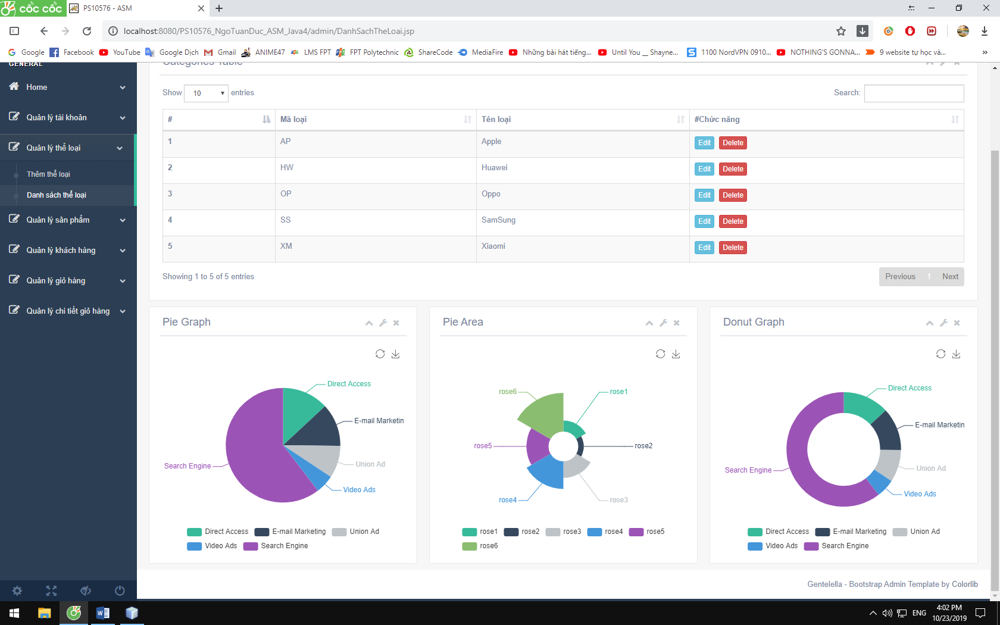 cốc cốc
PS10576 - ASM
localhost:8080/PS10576_NgoTuanDuc_ASM_Java4/admin/DanhSachTheLoai.jsp
Google Facebook YouTube Google Dịch Gmail ANIME47 LMS FPT FPT Polytechnic ShareCode MediaFire Những bài hát tiếng... Until You __ Shayne... 1100 NordVPN 0910... NOTHING'S GONNA... 9 website tự học và...
GENERAL
Home
Quản lý tài khoản
Quản lý thể loại
Thêm thể loại
Danh sách thể loại
Quản lý sản phẩm
Quản lý khách hàng
Quản lý giỏ hàng
Quản lý chi tiết giỏ hàng
Categories Table
Show 10 entries Search:
# Mã loại Tên loại #Chức năng
1 AP Apple Edit Delete
2 HW Huawei Edit Delete
3 OP Oppo Edit Delete
4 SS SamSung Edit Delete
5 XM Xiaomi Edit Delete
Showing 1 to 5 of 5 entries Previous 1 Next
Pie Graph
Direct Access
E-mail Marketin
Union Ad
Search Engine
Video Ads
Direct Access E-mail Marketing Union Ad
Video Ads Search Engine
Pie Area
rose6 rose1
rose5 rose2
rose4 rose3
rose1 rose2 rose3 rose4 rose5
rose6
Donut Graph
Direct Access
E-mail Marketin
Union Ad
Search Engine
Video Ads
Direct Access E-mail Marketing Union Ad
Video Ads Search Engine
Gentelella - Bootstrap Admin Template by Colorlib
ENG
4:02 PM
10/23/2019